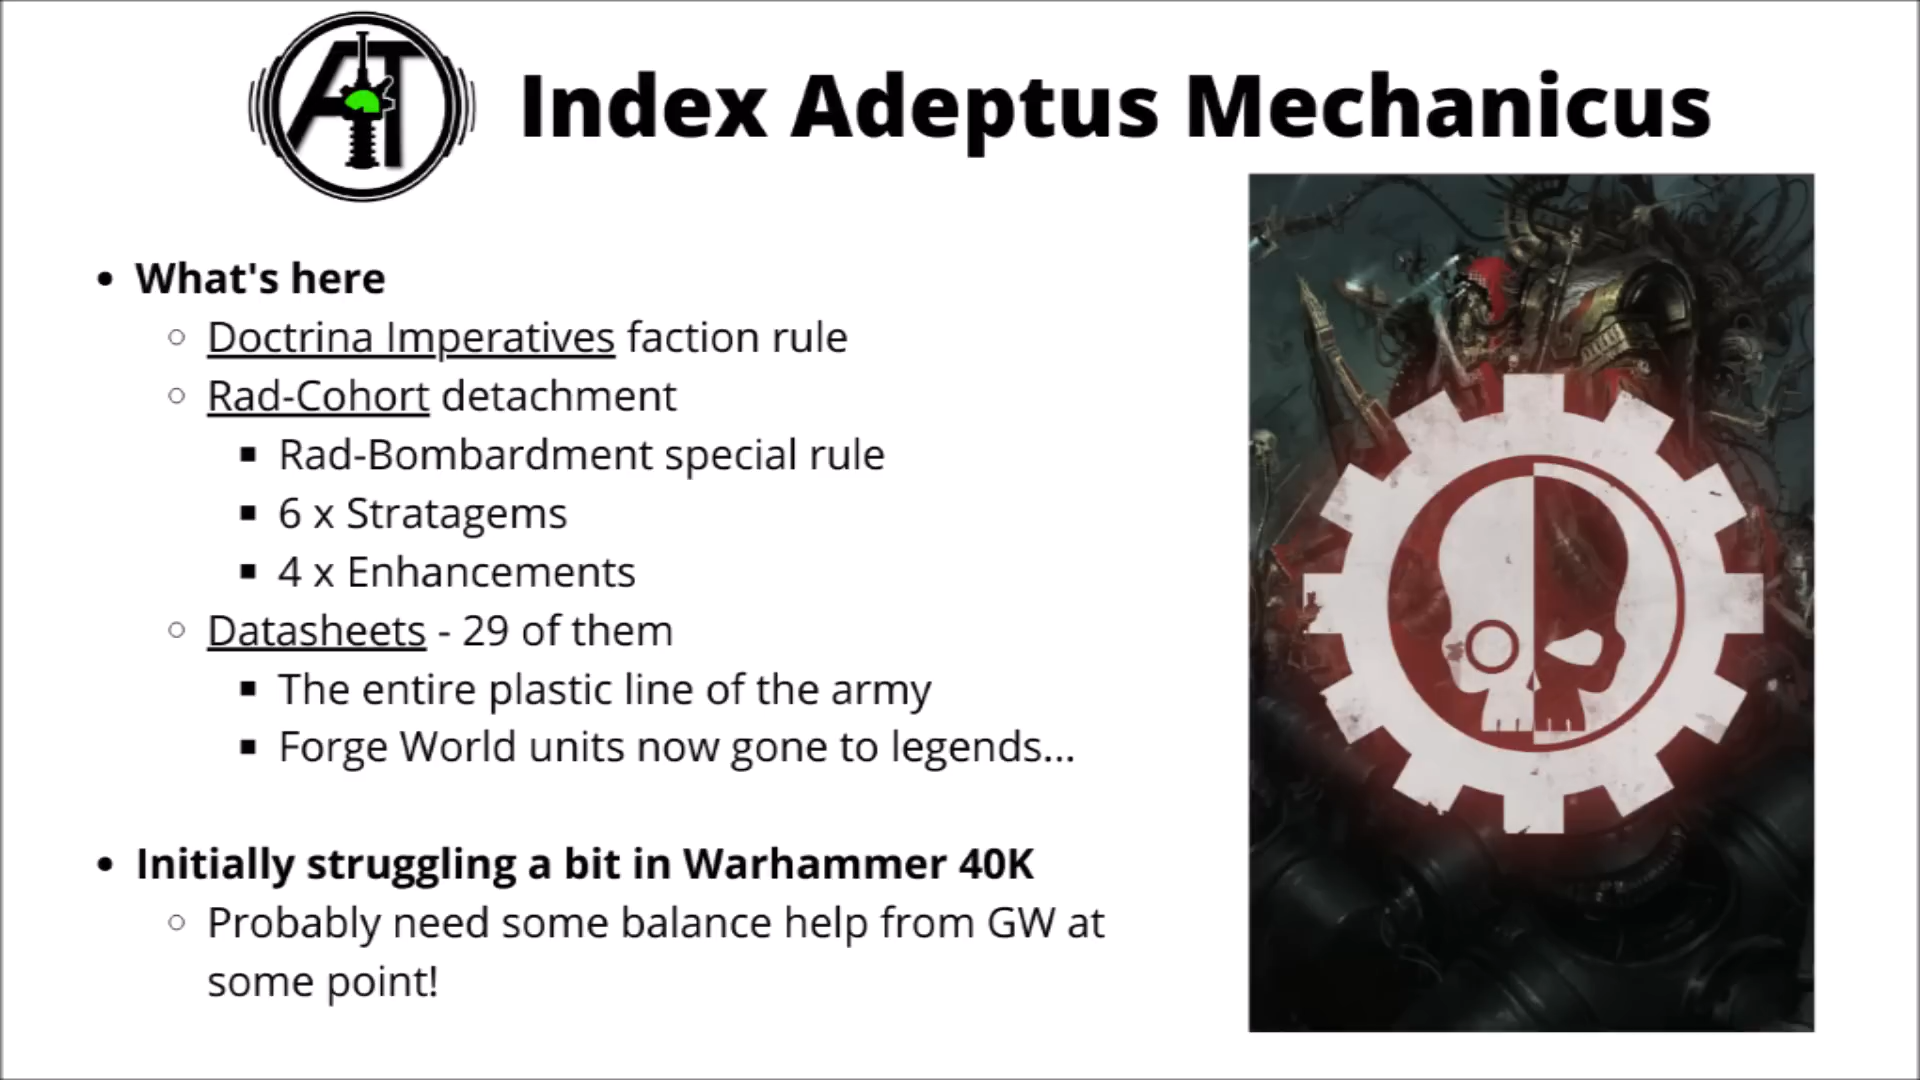 AT
Index Adeptus Mechanicus
What's here
Doctrina Imperatives faction rule
Rad-Cohort detachment
Rad-Bombardment special rule
6 x Stratagems
4 x Enhancements
Datasheets - 29 of them
The entire plastic line of the army
Forge World units now gone to legends...
Initially struggling a bit in Warhammer 40K
Probably need some balance help from GW at
some point!